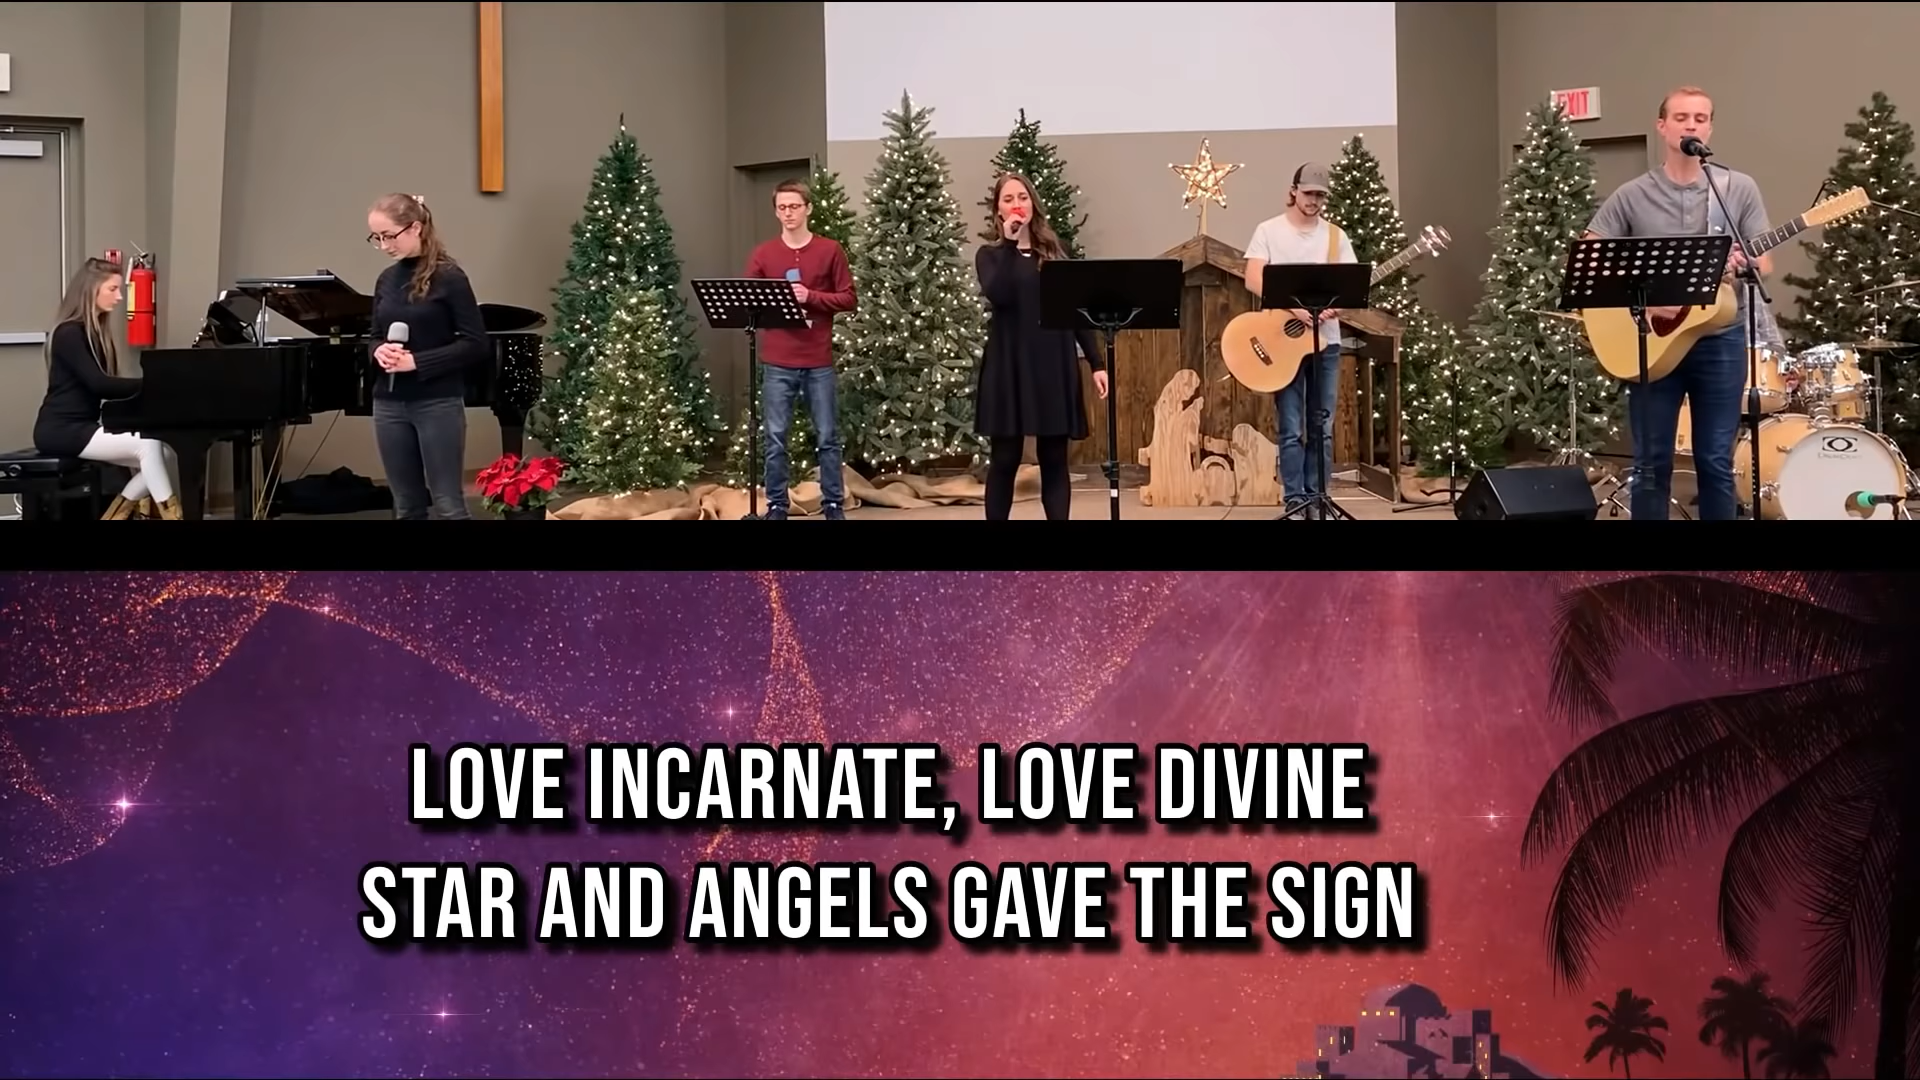 EXIT
LOVE INCARNATE, LOVE DIVINE
STAR AND ANGELS GAVE THE SIGN